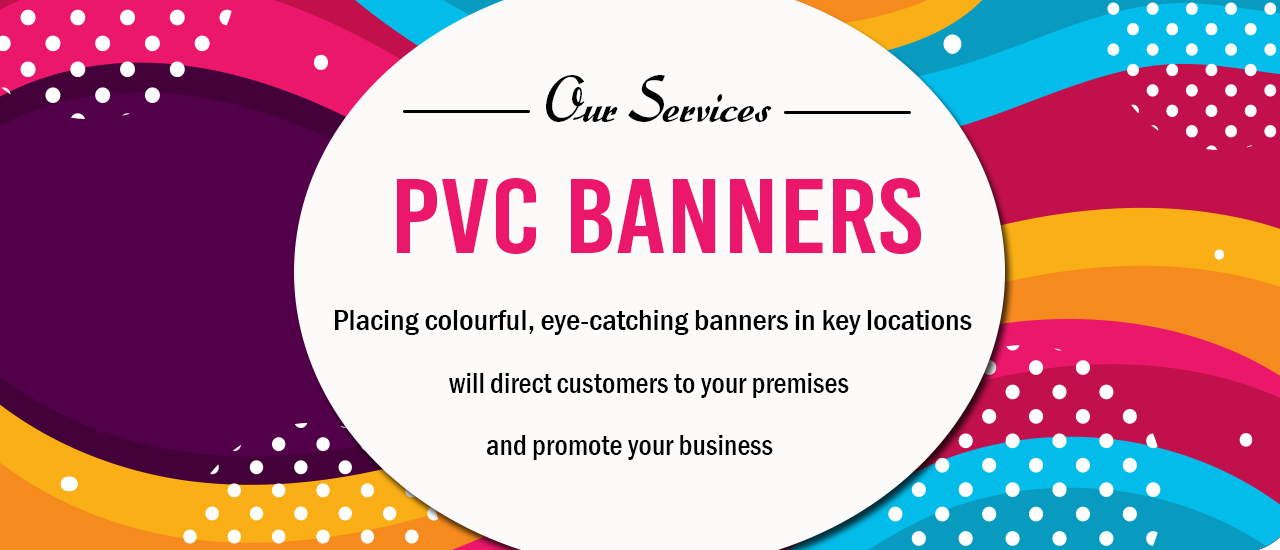 Our Services
PVC BANNERS
Placing colourful, eye-catching banners in key locations
will direct customers to your premises
and promote your business